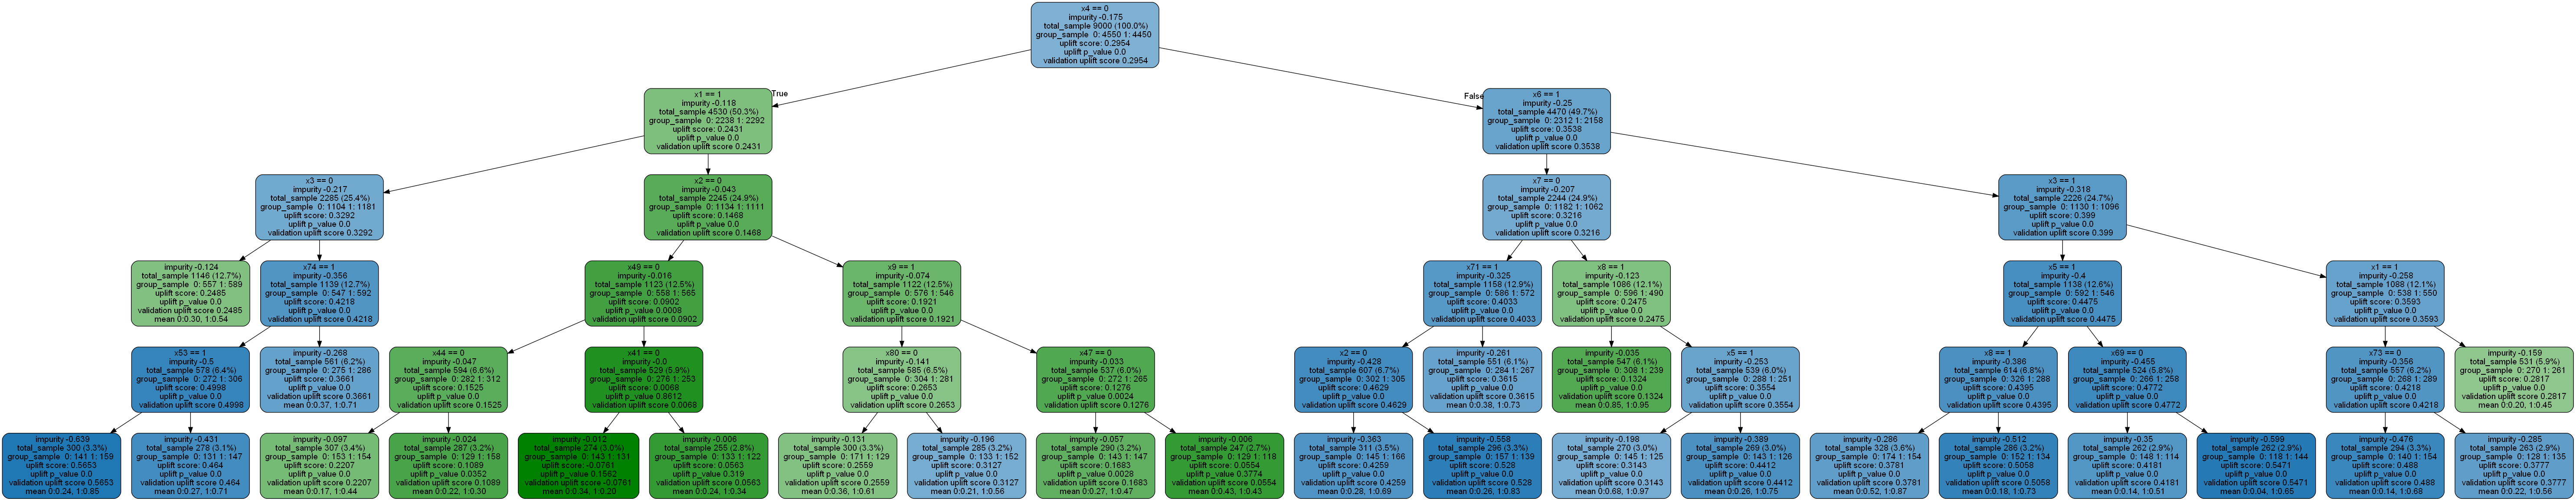 x4 == 0
impurity -0.175
total_sample 9000 (100.0%)
group_sample 0: 4550 1: 4450
uplift score: 0.2954
uplift p_value 0.0
validation uplift score 0.2954
True
False
x1 == 1
impurity -0.118
total_sample 4530 (50.3%)
group_sample 0: 2238 1: 2292
uplift score: 0.2431
uplift p_value 0.0
validation uplift score 0.2431
x6 == 1
impurity -0.25
total_sample 4470 (49.7%)
group_sample 0: 2312 1: 2158
uplift score: 0.3538
uplift p_value 0.0
validation uplift score 0.3538
x3 == 0
impurity -0.217
total_sample 2285 (25.4%)
group_sample 0: 1104 1: 1181
uplift score: 0.3292
uplift p_value 0.0
validation uplift score 0.3292
x2 == 0
impurity -0.043
total_sample 2245 (24.9%)
group_sample 0: 1134 1: 1111
uplift score: 0.1468
uplift p_value 0.0
validation uplift score 0.1468
x7 == 0
impurity -0.207
total_sample 2244 (24.9%)
group_sample 0: 1182 1: 1062
uplift score: 0.3216
uplift p_value 0.0
validation uplift score 0.3216
x3 == 1
impurity -0.318
total_sample 2226 (24.7%)
group_sample 0: 1130 1: 1096
uplift score: 0.399
uplift p_value 0.0
validation uplift score 0.399
impurity -0.124
total_sample 1146 (12.7%)
group_sample 0: 557 1: 589
uplift score: 0.2485
uplift p_value 0.0
validation uplift score 0.2485
mean 0:0.30, 1:0.54
x74 == 1
impurity -0.356
total_sample 1139 (12.7%)
group_sample 0: 547 1: 592
uplift score: 0.4218
uplift p_value 0.0
validation uplift score 0.4218
x49 == 0
impurity -0.016
total_sample 1123 (12.5%)
group_sample 0: 558 1: 565
uplift score: 0.0902
uplift p_value 0.0008
validation uplift score 0.0902
x9 == 1
impurity -0.074
total_sample 1122 (12.5%)
group_sample 0: 576 1: 546
uplift score: 0.1921
uplift p_value 0.0
validation uplift score 0.1921
x71 == 1
impurity -0.325
total_sample 1158 (12.9%)
group_sample 0: 586 1: 572
uplift score: 0.4033
uplift p_value 0.0
validation uplift score 0.4033
x8 == 1
impurity -0.123
total_sample 1086 (12.1%)
group_sample 0: 596 1: 490
uplift score: 0.2475
uplift p_value 0.0
validation uplift score 0.2475
x5 == 1
impurity -0.4
total_sample 1138 (12.6%)
group_sample 0: 592 1: 546
uplift score: 0.4475
uplift p_value 0.0
validation uplift score 0.4475
x1 == 1
impurity -0.258
total_sample 1088 (12.1%)
group_sample 0: 538 1: 550
uplift score: 0.3593
uplift p_value 0.0
validation uplift score 0.3593
x53 == 1
impurity -0.5
total_sample 578 (6.4%)
group_sample 0: 272 1: 306
uplift score: 0.4998
uplift p_value 0.0
validation uplift score 0.4998
impurity -0.268
total_sample 561 (6.2%)
group_sample 0: 275 1: 286
uplift score: 0.3661
uplift p_value 0.0
validation uplift score 0.3661
mean 0:0.37, 1:0.71
x44 == 0
impurity -0.047
total_sample 594 (6.6%)
group_sample 0: 282 1: 312
uplift score: 0.1525
uplift p_value 0.0
validation uplift score 0.1525
x41 == 0
impurity -0.0
total_sample 529 (5.9%)
group_sample 0: 276 1: 253
uplift score: 0.0068
uplift p_value 0.8612
validation uplift score 0.0068
x80 == 0
impurity -0.141
total_sample 585 (6.5%)
group_sample 0: 304 1: 281
uplift score: 0.2653
uplift p_value 0.0
validation uplift score 0.2653
x47 == 0
impurity -0.033
total_sample 537 (6.0%)
group_sample 0: 272 1: 265
uplift score: 0.1276
uplift p_value 0.0024
validation uplift score 0.1276
x2 == 0
impurity -0.428
total_sample 607 (6.7%)
group_sample 0: 302 1: 305
uplift score: 0.4629
uplift p_value 0.0
validation uplift score 0.4629
impurity -0.261
total_sample 551 (6.1%)
group_sample 0: 284 1: 267
uplift score: 0.3615
uplift p_value 0.0
validation uplift score 0.3615
mean 0:0.38, 1:0.73
impurity -0.035
total_sample 547 (6.1%)
group_sample 0: 308 1: 239
uplift score: 0.1324
uplift p_value 0.0
validation uplift score 0.1324
mean 0:0.85, 1:0.95
x5 == 1
impurity -0.253
total_sample 539 (6.0%)
group_sample 0: 288 1: 251
uplift score: 0.3554
uplift p_value 0.0
validation uplift score 0.3554
x8 == 1
impurity -0.386
total_sample 614 (6.8%)
group_sample 0: 326 1: 288
uplift score: 0.4395
uplift p_value 0.0
validation uplift score 0.4395
x69 == 0
impurity -0.455
total_sample 524 (5.8%)
group_sample 0: 266 1: 258
uplift score: 0.4772
uplift p_value 0.0
validation uplift score 0.4772
x73 == 0
impurity -0.356
total_sample 557 (6.2%)
group_sample 0: 268 1: 289
uplift score: 0.4218
uplift p_value 0.0
validation uplift score 0.4218
impurity -0.159
total_sample 531 (5.9%)
group_sample 0: 270 1: 261
uplift score: 0.2817
uplift p_value 0.0
validation uplift score 0.2817
mean 0:0.20, 1:0.45
impurity -0.639
total_sample 300 (3.3%)
group_sample 0: 141 1: 159
uplift score: 0.5653
uplift p_value 0.0
validation uplift score 0.5653
mean 0:0.24, 1:0.85
impurity -0.431
total_sample 278 (3.1%)
group_sample 0: 131 1: 147
uplift score: 0.464
uplift p_value 0.0
validation uplift score 0.464
mean 0:0.27, 1:0.71
impurity -0.097
total_sample 307 (3.4%)
group_sample 0: 153 1: 154
uplift score: 0.2207
uplift p_value 0.0
validation uplift score 0.2207
mean 0:0.17, 1:0.44
impurity -0.024
total_sample 287 (3.2%)
group_sample 0: 129 1: 158
uplift score: 0.1089
uplift p_value 0.0352
validation uplift score 0.1089
mean 0:0.22, 1:0.30
impurity -0.012
total_sample 274 (3.0%)
group_sample 0: 143 1: 131
uplift score: -0.0761
uplift p_value 0.1562
validation uplift score -0.0761
mean 0:0.34, 1:0.20
impurity -0.006
total_sample 255 (2.8%)
group_sample 0: 133 1: 122
uplift score: 0.0563
uplift p_value 0.319
validation uplift score 0.0563
mean 0:0.24, 1:0.34
impurity -0.131
total_sample 300 (3.3%)
group_sample 0: 171 1: 129
uplift score: 0.2559
uplift p_value 0.0
validation uplift score 0.2559
mean 0:0.36, 1:0.61
impurity -0.196
total_sample 285 (3.2%)
group_sample 0: 133 1: 152
uplift score: 0.3127
uplift p_value 0.0
validation uplift score 0.3127
mean 0:0.21, 1:0.56
impurity -0.057
total_sample 290 (3.2%)
group_sample 0: 143 1: 147
uplift score: 0.1683
uplift p_value 0.0028
validation uplift score 0.1683
mean 0:0.27, 1:0.47
impurity -0.006
total_sample 247 (2.7%)
group_sample 0: 129 1: 118
uplift score: 0.0554
uplift p_value 0.3774
validation uplift score 0.0554
mean 0:0.43, 1:0.43
impurity -0.363
total_sample 311 (3.5%)
group_sample 0: 145 1: 166
uplift score: 0.4259
uplift p_value 0.0
validation uplift score 0.4259
mean 0:0.28, 1:0.69
impurity -0.558
total_sample 296 (3.3%)
group_sample 0: 157 1: 139
uplift score: 0.528
uplift p_value 0.0
validation uplift score 0.528
mean 0:0.26, 1:0.83
impurity -0.198
total_sample 270 (3.0%)
group_sample 0: 145 1: 125
uplift score: 0.3143
uplift p_value 0.0
validation uplift score 0.3143
mean 0:0.68, 1:0.97
impurity -0.389
total_sample 269 (3.0%)
group_sample 0: 143 1: 126
uplift score: 0.4412
uplift p_value 0.0
validation uplift score 0.4412
mean 0:0.26, 1:0.75
impurity -0.286
total_sample 328 (3.6%)
group_sample 0: 174 1: 154
uplift score: 0.3781
uplift p_value 0.0
validation uplift score 0.3781
mean 0:0.52, 1:0.87
impurity -0.512
total_sample 286 (3.2%)
group_sample 0: 152 1: 134
uplift score: 0.5058
uplift p_value 0.0
validation uplift score 0.5058
mean 0:0.18, 1:0.73
impurity -0.35
total_sample 262 (2.9%)
group_sample 0: 148 1: 114
uplift score: 0.4181
uplift p_value 0.0
validation uplift score 0.4181
mean 0:0.14, 1:0.51
impurity -0.599
total_sample 262 (2.9%)
group_sample 0: 118 1: 144
uplift score: 0.5471
uplift p_value 0.0
validation uplift score 0.5471
mean 0:0.04, 1:0.65
impurity -0.476
total_sample 294 (3.3%)
group_sample 0: 140 1: 154
uplift score: 0.488
uplift p_value 0.0
validation uplift score 0.488
mean 0:0.14, 1:0.68
impurity -0.285
total_sample 263 (2.9%)
group_sample 0: 128 1: 135
uplift score: 0.3777
uplift p_value 0.0
validation uplift score 0.3777
mean 0:0.22, 1:0.56